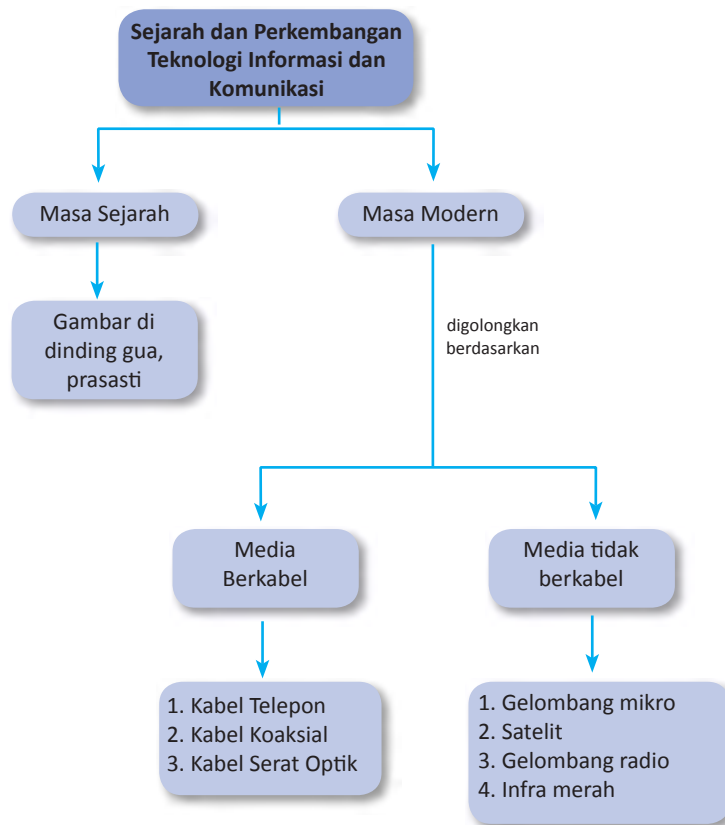 Sejarah dan Perkembangan
Teknologi Informasi dan
Komunikasi
Masa Sejarah
Masa Modern
Gambar di
dinding gua,
prasasti
digolongkan
berdasarkan
Media
Berkabel
Media tidak
berkabel
1. Kabel Telepon
2. Kabel Koaksial
3. Kabel Serat Optik
1. Gelombang mikro
2. Satelit
3. Gelombang radio
4. Infra merah